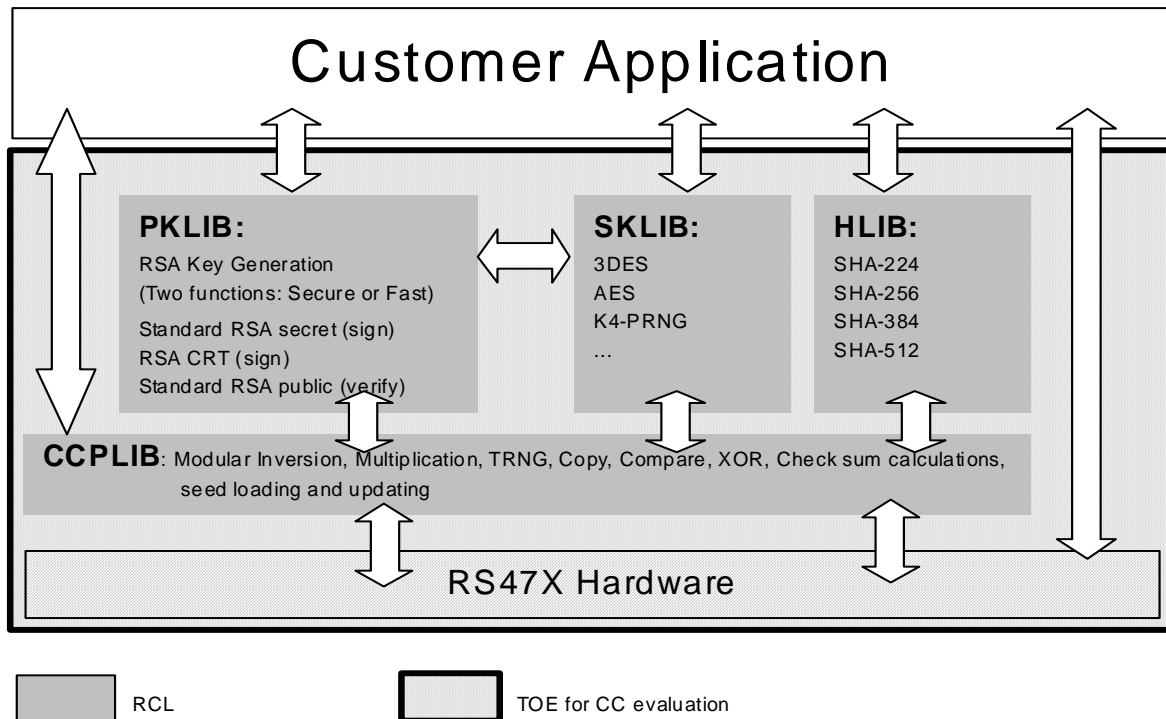 Customer Application
PKLIB:
RSA Key Generation
(Two functions: Secure or Fast)
Standard RSA secret (sign)
RSA CRT (sign)
Standard RSA public (verify)
SKLIB:
3DES
AES
K4-PRNG
...
HLIB:
SHA-224
SHA-256
SHA-384
SHA-512
CCPLIB: Modular Inversion, Multiplication, TRNG, Copy, Compare, XOR, Check sum calculations,
seed loading and updating
RS47X Hardware
RCL
TOE for CC evaluation